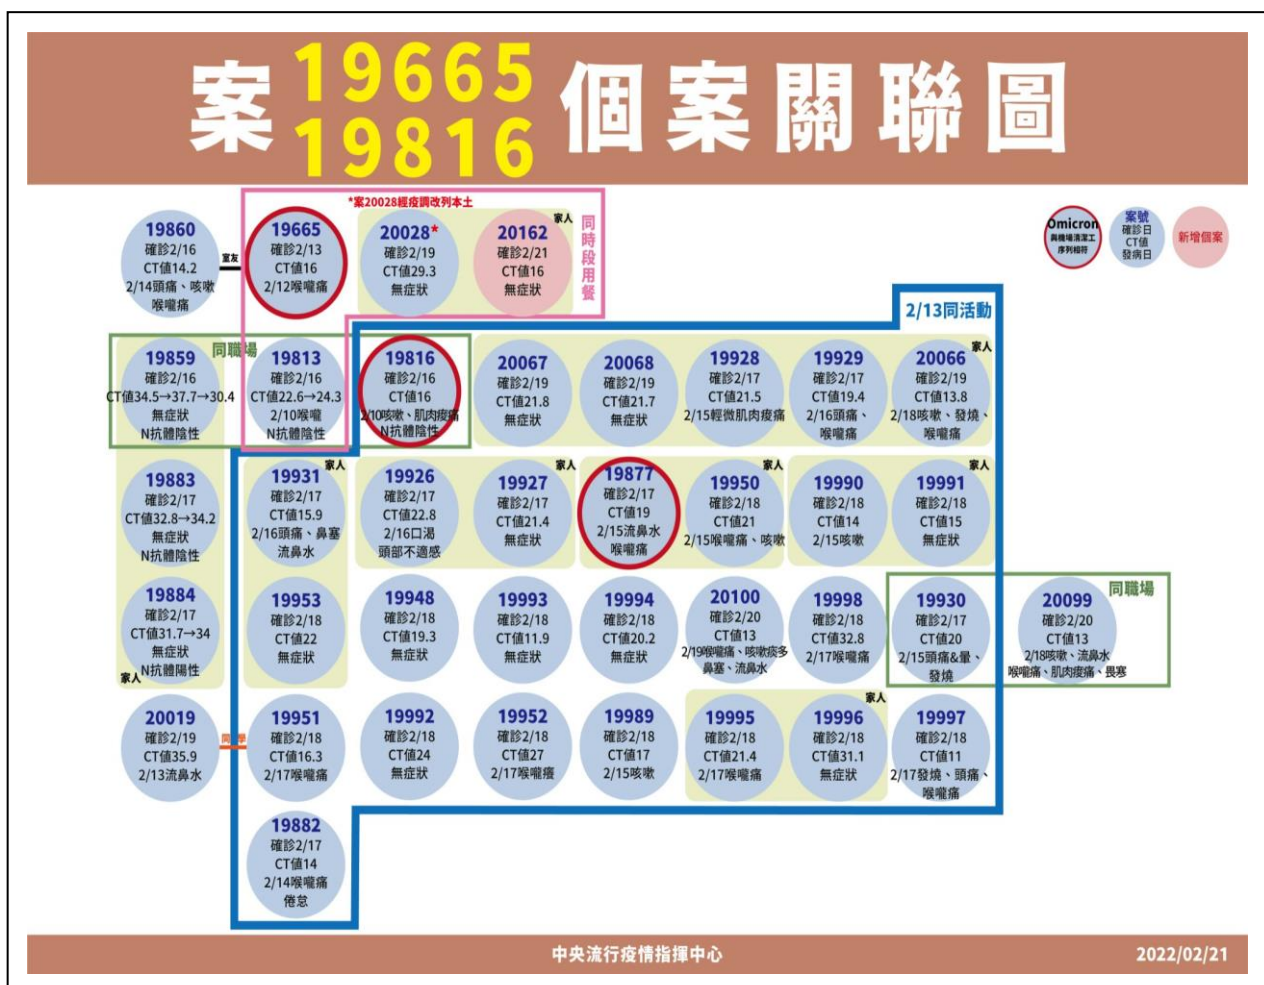 案
19665
19816
個案關聯圖
*案20028經疫調改列本土
同時段用餐
Omicron
與機場清潔工
序列相符
案號
確診日
CT值
發病日
新增個案
19860
確診2/16
CT值14.2
2/14頭痛、咳嗽
喉嚨痛
室友
19665
確診2/13
CT值16
2/12喉嚨痛
20028*
確診2/19
CT值29.3
無症狀
20162
確診2/21
CT值16
無症狀
家人
2/13同活動
19859
確診2/16
CT值34.5→37.7→30.4
無症狀
N抗體陰性
同職場
19813
確診2/16
CT值22.6→24.3
2/10喉嚨
N抗體陰性
19816
確診2/16
CT值16
2/10咳嗽、肌肉痠痛
N抗體陰性
20067
確診2/19
CT值21.8
無症狀
20068
確診2/19
CT值21.7
無症狀
19928
確診2/17
CT值21.5
2/15輕微肌肉痠痛
19929
確診2/17
CT值19.4
2/16頭痛、
喉嚨痛
20066
確診2/19
CT值13.8
2/18咳嗽、發燒、
喉嚨痛
家人
19883
確診2/17
CT值32.8→34.2
無症狀
N抗體陰性
19931
確診2/17
CT值15.9
2/16頭痛、鼻塞
流鼻水
家人
19926
確診2/17
CT值22.8
2/16口渴
頭部不適感
19927
確診2/17
CT值21.4
無症狀
家人
19877
確診2/17
CT值19
2/15流鼻水
喉嚨痛
19950
確診2/18
CT值21
2/15喉嚨痛、咳嗽
家人
19990
確診2/18
CT值14
2/15咳嗽
19991
確診2/18
CT值15
無症狀
家人
19884
確診2/17
CT值31.7→34
無症狀
N抗體陽性
家人
19953
確診2/18
CT值22
無症狀
19948
確診2/18
CT值19.3
無症狀
19993
確診2/18
CT值11.9
無症狀
19994
確診2/18
CT值20.2
無症狀
20100
確診2/20
CT值13
2/19喉嚨痛、咳嗽痰多
鼻塞、流鼻水
19998
確診2/18
CT值32.8
2/17喉嚨痛
19930
確診2/17
CT值20
2/15頭痛&暈、
發燒
20099
確診2/20
CT值13
2/18咳嗽、流鼻水
喉嚨痛、肌肉痠痛、畏寒
同職場
20019
確診2/19
CT值35.9
2/13流鼻水
同學
19951
確診2/18
CT值16.3
2/17喉嚨痛
19992
確診2/18
CT值24
無症狀
19952
確診2/18
CT值27
2/17喉嚨癢
19989
確診2/18
CT值17
2/15咳嗽
19995
確診2/18
CT值21.4
2/17喉嚨痛
19996
確診2/18
CT值31.1
無症狀
家人
19997
確診2/18
CT值11
2/17發燒、頭痛、
喉嚨痛
19882
確診2/17
CT值14
2/14喉嚨痛
倦怠
中央流行疫情指揮中心
2022/02/21